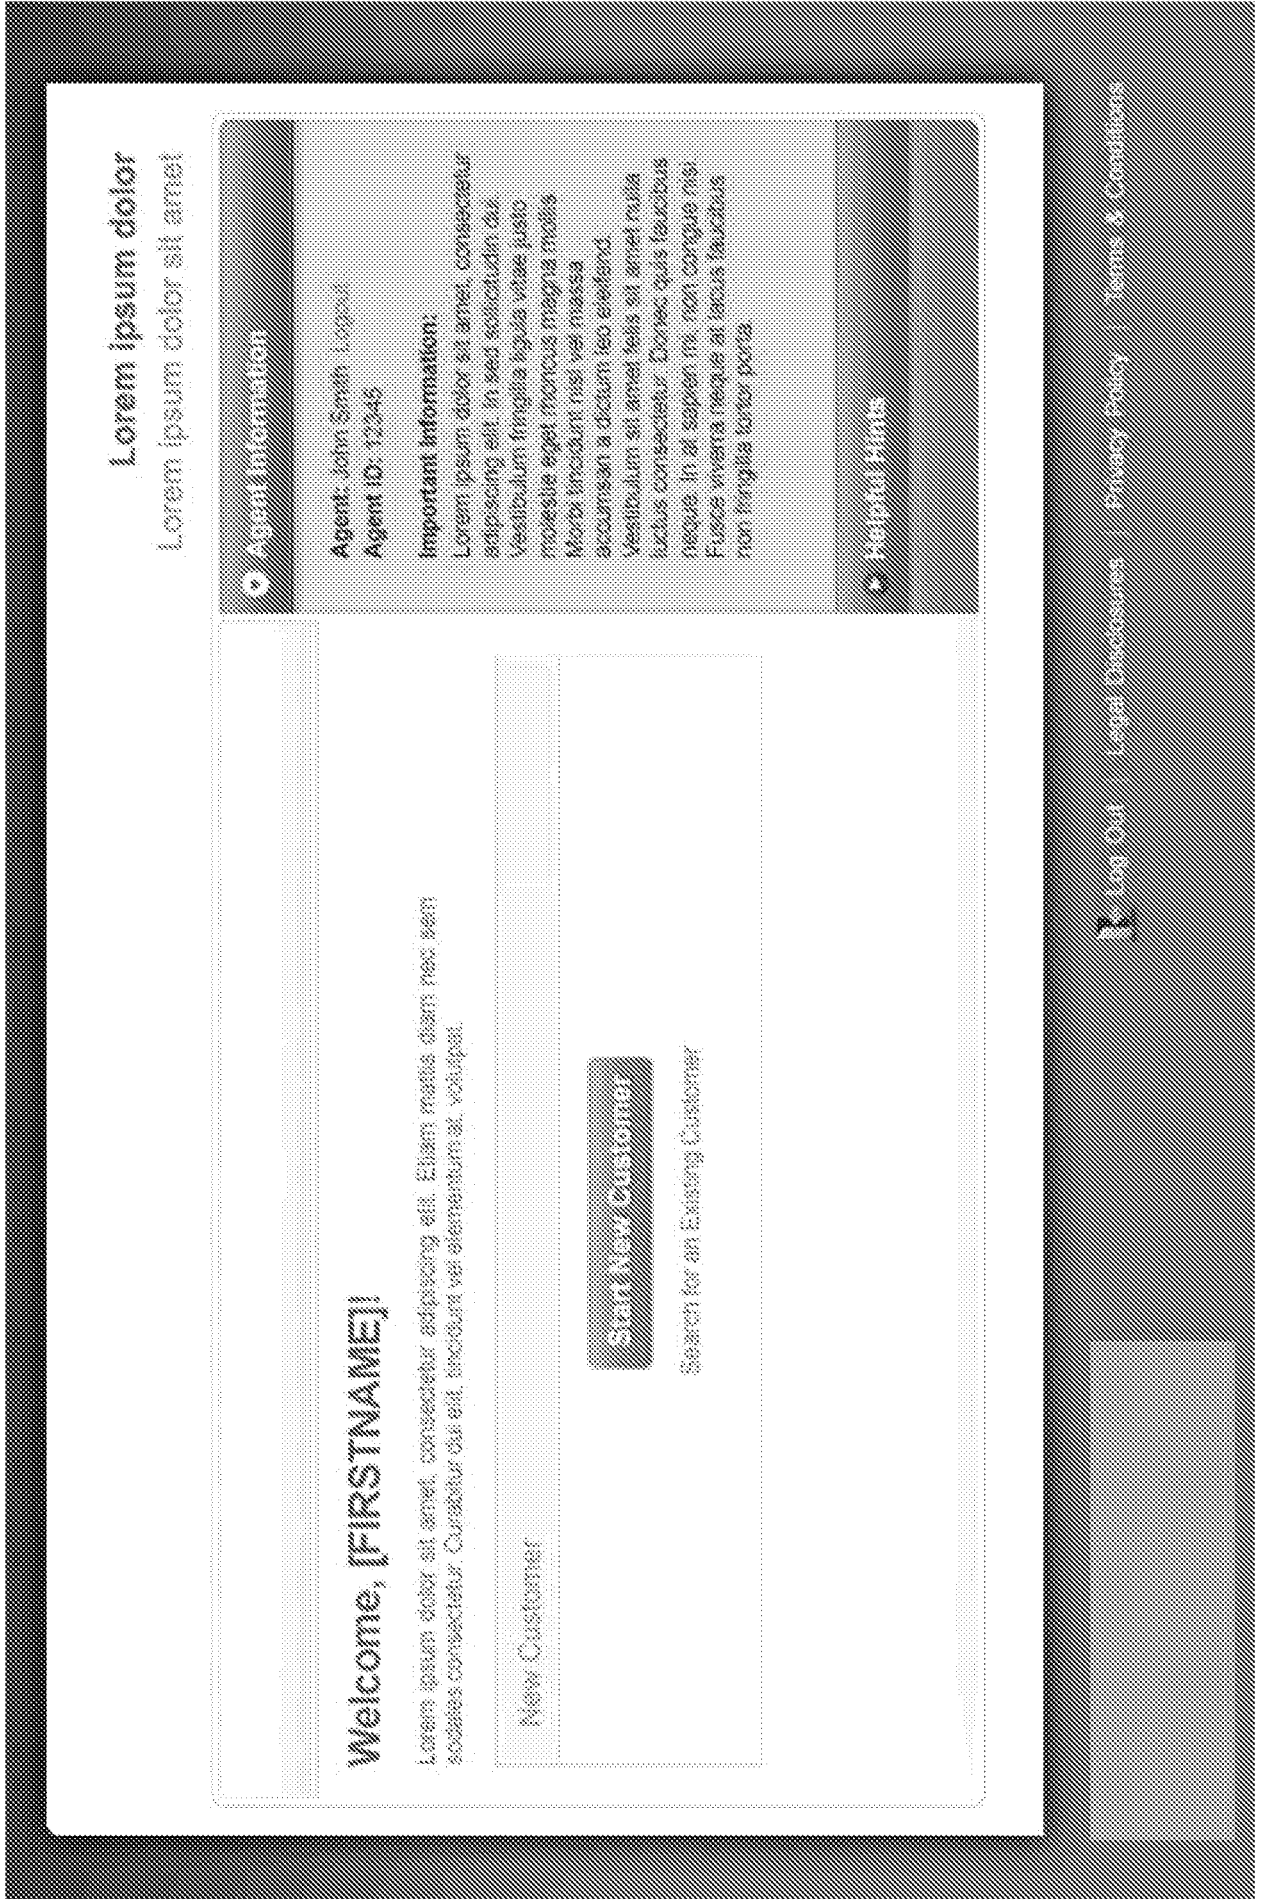 Lorem ipsum dolor
Lorem ipsum dolor sit amet
Welcome, [FIRSTNAME]!
Lorem ipsum dolor sit amet, consectetur adipiscing elit. Etiam mattis diam nec sem
sodales consectetur. Curabitur dui elit, tincidunt vel elementum at, volutpat.
New Customer
Start New Customer
Search for an Existing Customer
Agent Information
Agent: John Smith Logout
Agent ID: 12345
Important Information:
Lorem ipsum dolor sit amet, consectetur
adipiscing elit. In sed sollicitudin dui.
Vestibulum fringilla ligula vitae justo
molestie eget rhoncus magna mollis
Morbi tincidunt nisl vel massa
accumsan a dictum leo eleifend.
Vestibulum sit amet felis sit amet nulla
luctus consectetur. Donec quis faucibus
neque. In at sapien mi, non congue nisi.
Fusce viverra neque at lacus faucibus
non fringilla tortor porta.
Helpful Hints
Log Out Legal Disclosures Privacy Policy Terms & Conditions